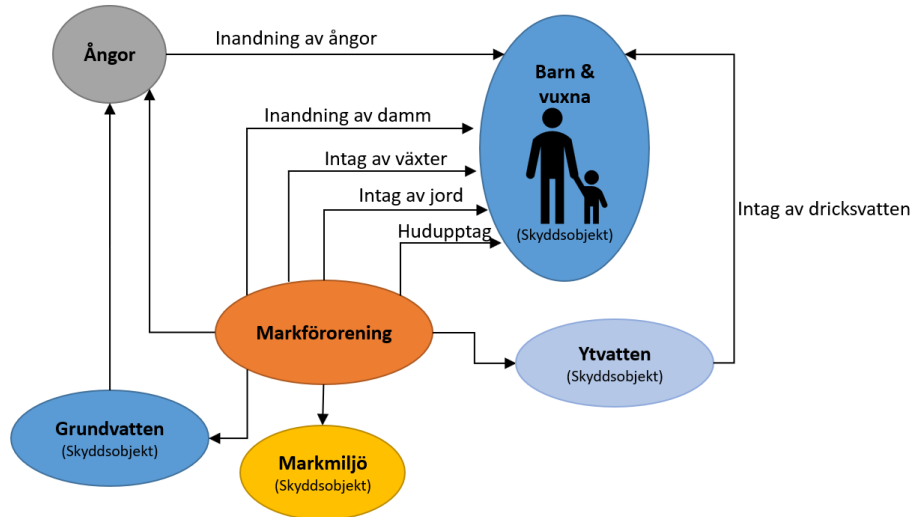 Ångor
Inandning av ångor
Barn &
vuxna
(Skyddsobjekt)
Inandning av damm
Intag av växter
Intag av jord
Hudupptag
Intag av dricksvatten
Markförorening
Ytvatten
(Skyddsobjekt)
Grundvatten
(Skyddsobjekt)
Markmiljö
(Skyddsobjekt)